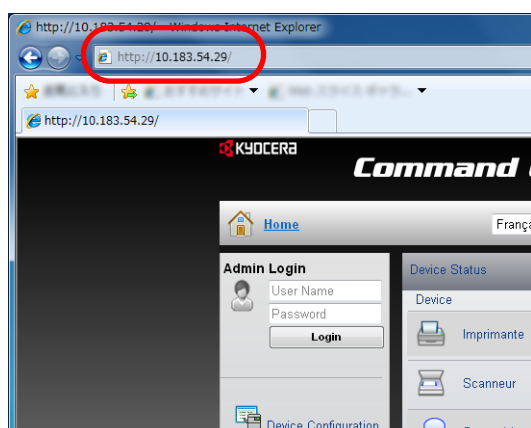 http://10.183.54.29/ - Windows Internet Explorer
http://10.183.54.29/
http://10.183.54.29/
KYOCERA
Command
Home
França
Admin Login
User Name
Password
Login
Device Configuration
Device Status
Device
Imprimante
Scanneur